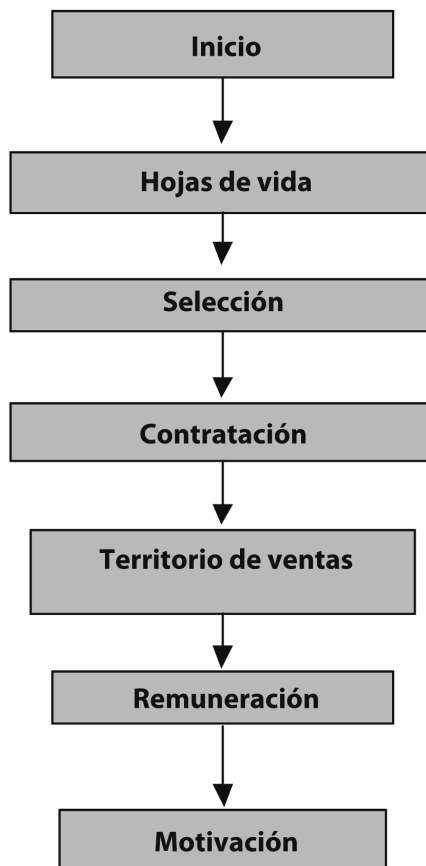 Inicio
Hojas de vida
Selección
Contratación
Territorio de ventas
Remuneración
Motivación